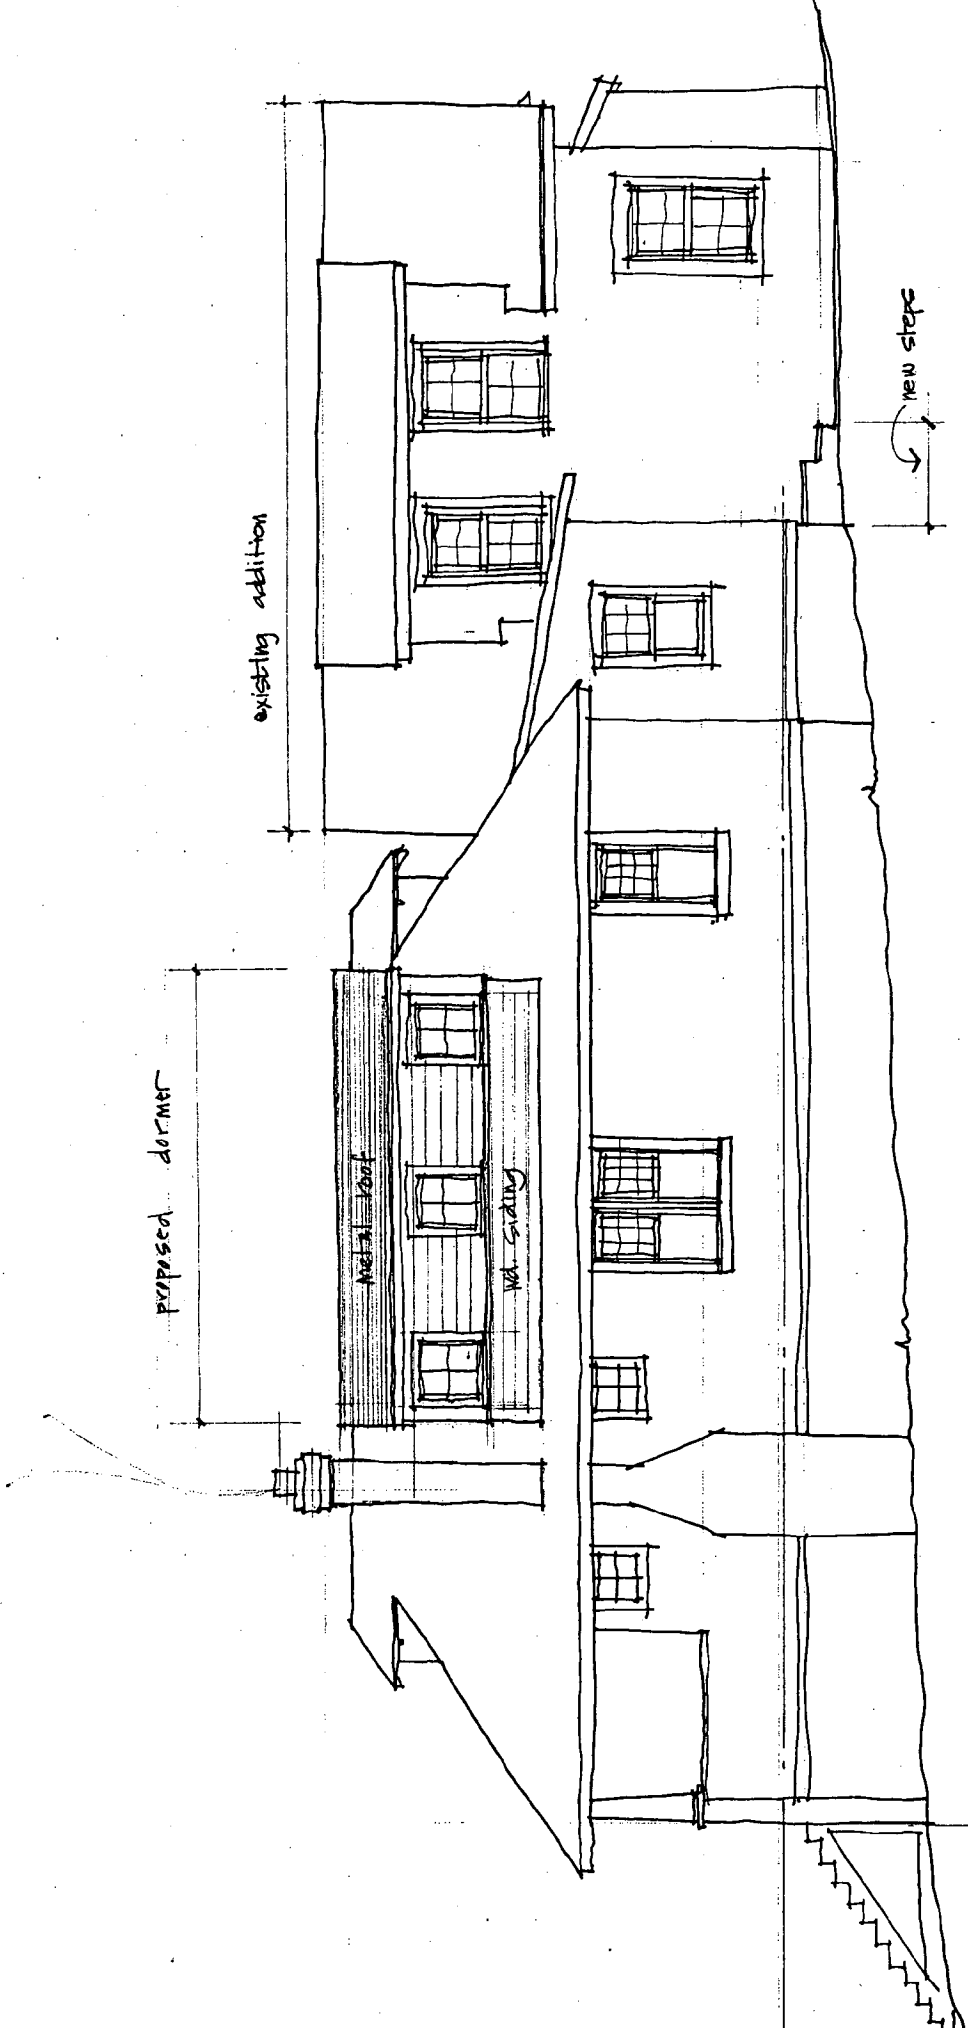 existing addition
new steps
proposed dormer
metal roof
Wd. Siding